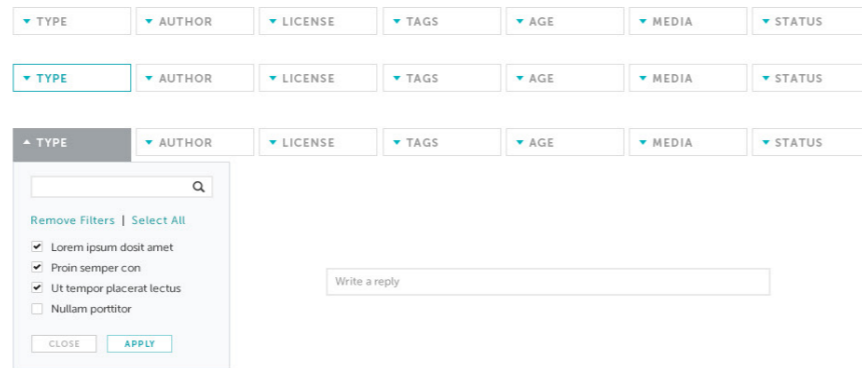 TYPE AUTHOR LICENSE TAGS AGE MEDIA STATUS
TYPE AUTHOR LICENSE TAGS AGE MEDIA STATUS
TYPE AUTHOR LICENSE TAGS AGE MEDIA STATUS
Remove Filters | Select All
Lorem ipsum dosit amet
Proin semper con
Ut tempor placerat lectus
Nullam porttitor
CLOSE APPLY
Write a reply